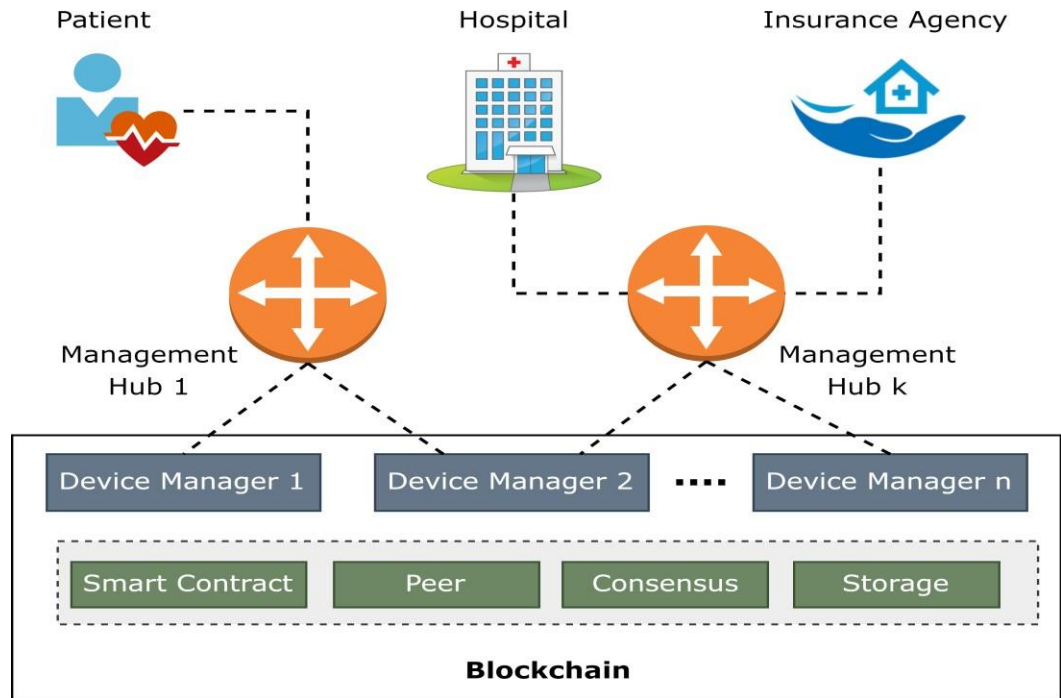 Patient
Hospital
Insurance Agency
Management
Hub 1
Management
Hub k
Device Manager 1
Device Manager 2
....
Device Manager n
Smart Contract
Peer
Consensus
Storage
Blockchain